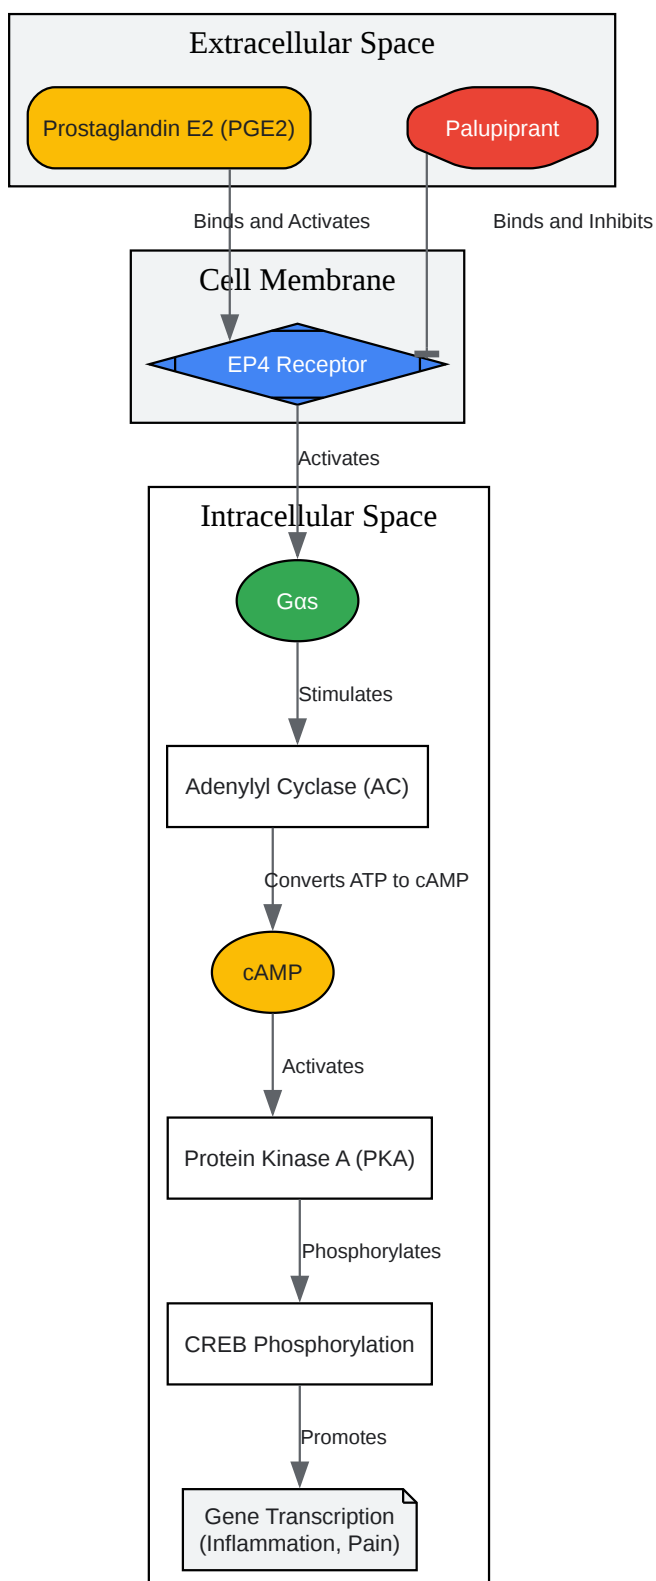 Extracellular Space
Prostaglandin E2 (PGE2)
Palupiprant
Binds and Activates
Binds and Inhibits
Cell Membrane
EP4 Receptor
Activates
Intracellular Space
Gαs
Stimulates
Adenylyl Cyclase (AC)
Converts ATP to cAMP
cAMP
Activates
Protein Kinase A (PKA)
Phosphorylates
CREB Phosphorylation
Promotes
Gene Transcription
(Inflammation, Pain)